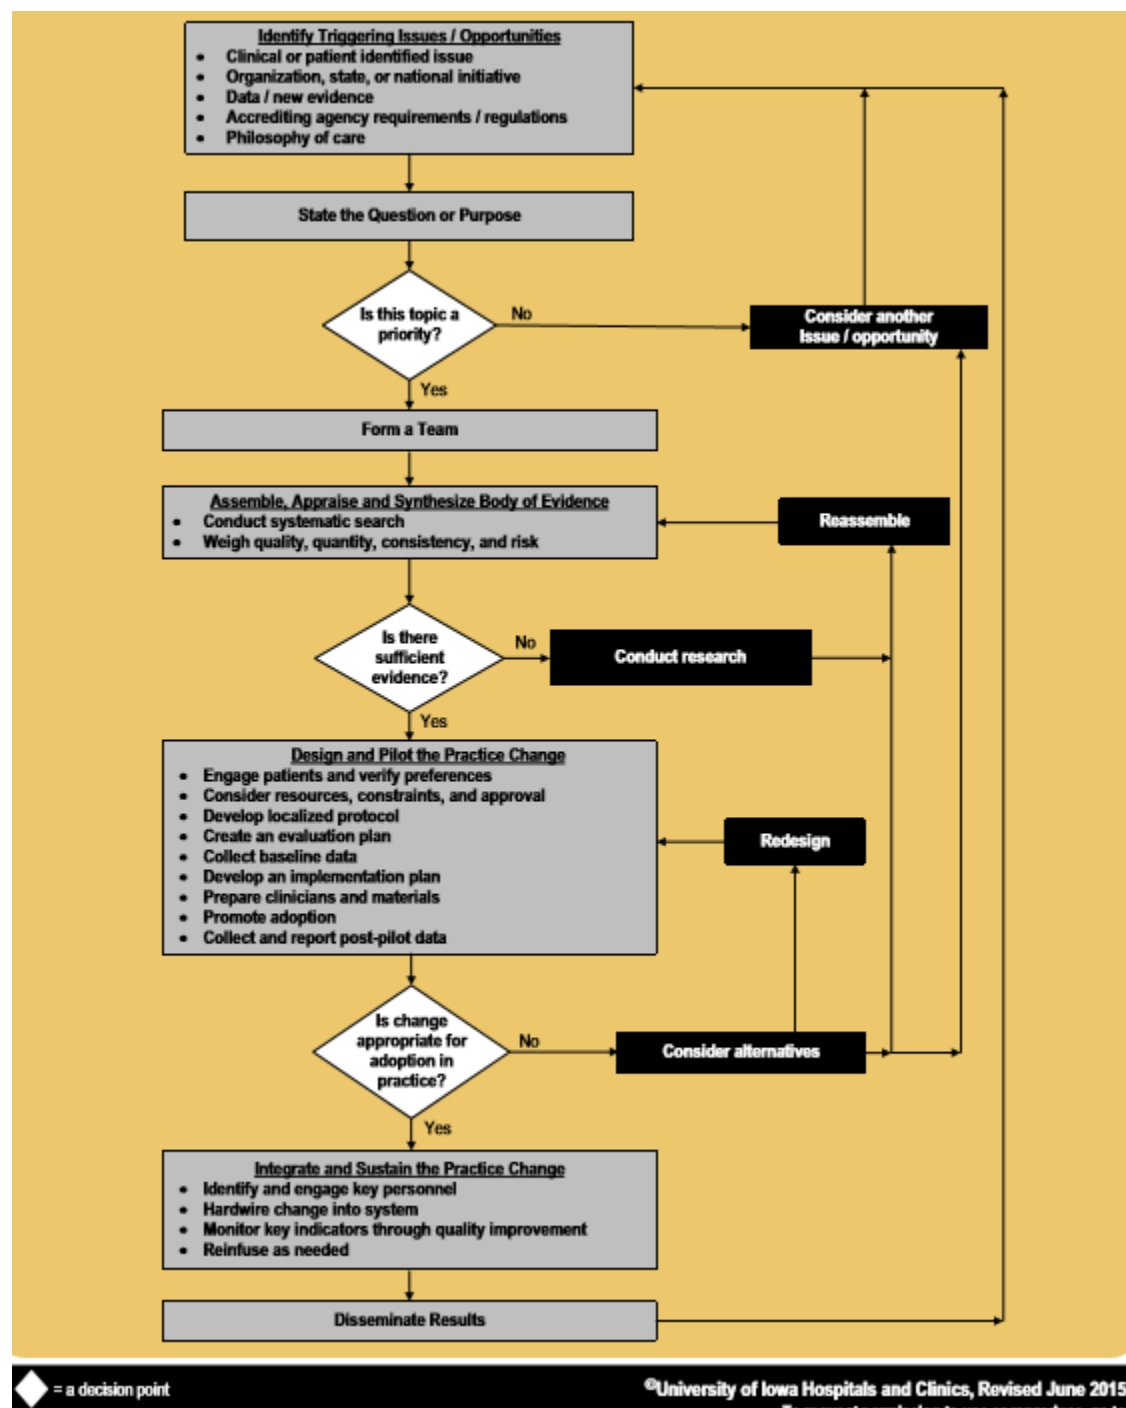 Identify Triggering Issues / Opportunities
• Clinical or patient identified issue
• Organization, state, or national initiative
• Data / new evidence
• Accrediting agency requirements / regulations
• Philosophy of care
State the Question or Purpose
Is this topic a
priority?
No
Consider another
Issue / opportunity
Yes
Form a Team
Assemble, Appraise and Synthesize Body of Evidence
• Conduct systematic search
• Weigh quality, quantity, consistency, and risk
Reassemble
Is there
sufficient
evidence?
No
Conduct research
Yes
Design and Pilot the Practice Change
• Engage patients and verify preferences
• Consider resources, constraints, and approval
• Develop localized protocol
• Create an evaluation plan
• Collect baseline data
• Develop an implementation plan
• Prepare clinicians and materials
• Promote adoption
• Collect and report post-pilot data
Redesign
Is change
appropriate for
adoption in
practice?
No
Consider alternatives
Yes
Integrate and Sustain the Practice Change
• Identify and engage key personnel
• Hardwire change into system
• Monitor key indicators through quality improvement
• Reinfuse as needed
Disseminate Results
= a decision point
©University of Iowa Hospitals and Clinics, Revised June 2015